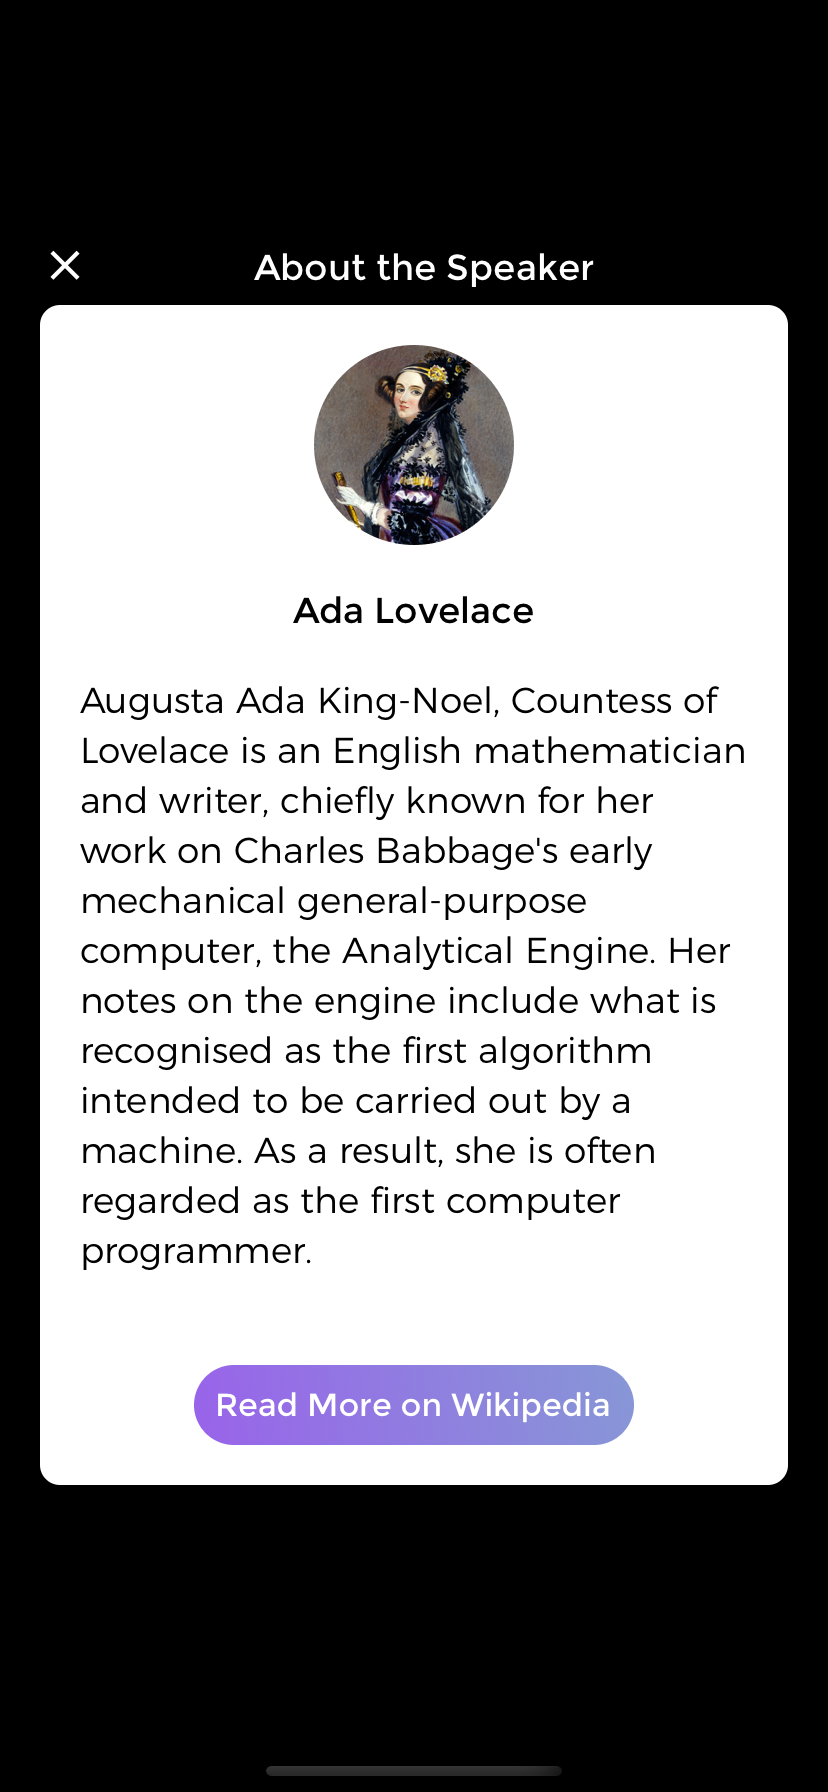 About the Speaker
Ada Lovelace
Augusta Ada King-Noel, Countess of
Lovelace is an English mathematician
and writer, chiefly known for her
work on Charles Babbage's early
mechanical general-purpose
computer, the Analytical Engine. Her
notes on the engine include what is
recognised as the first algorithm
intended to be carried out by a
machine. As a result, she is often
regarded as the first computer
programmer.
Read More on Wikipedia